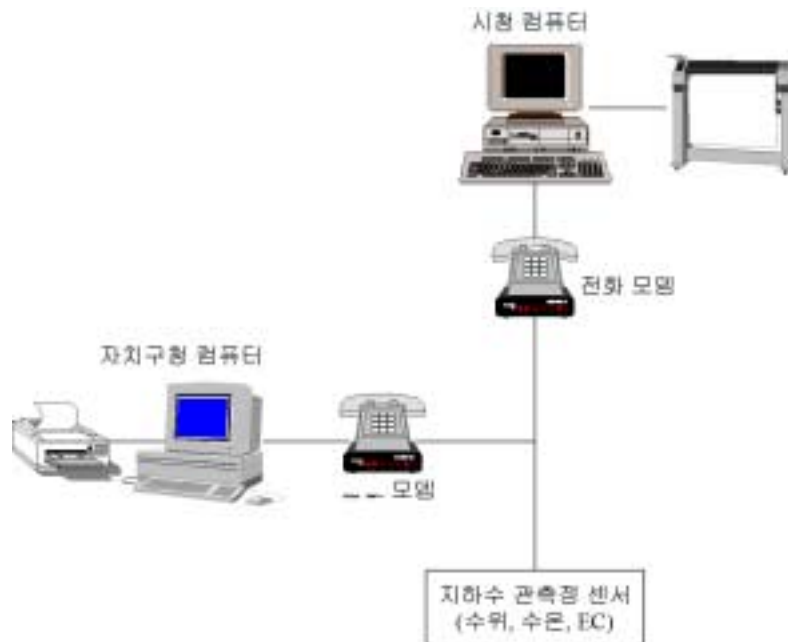 시청 컴퓨터
전화 모뎀
자치구청 컴퓨터
모뎀
지하수 관측정 센서
(수위, 수온, EC)